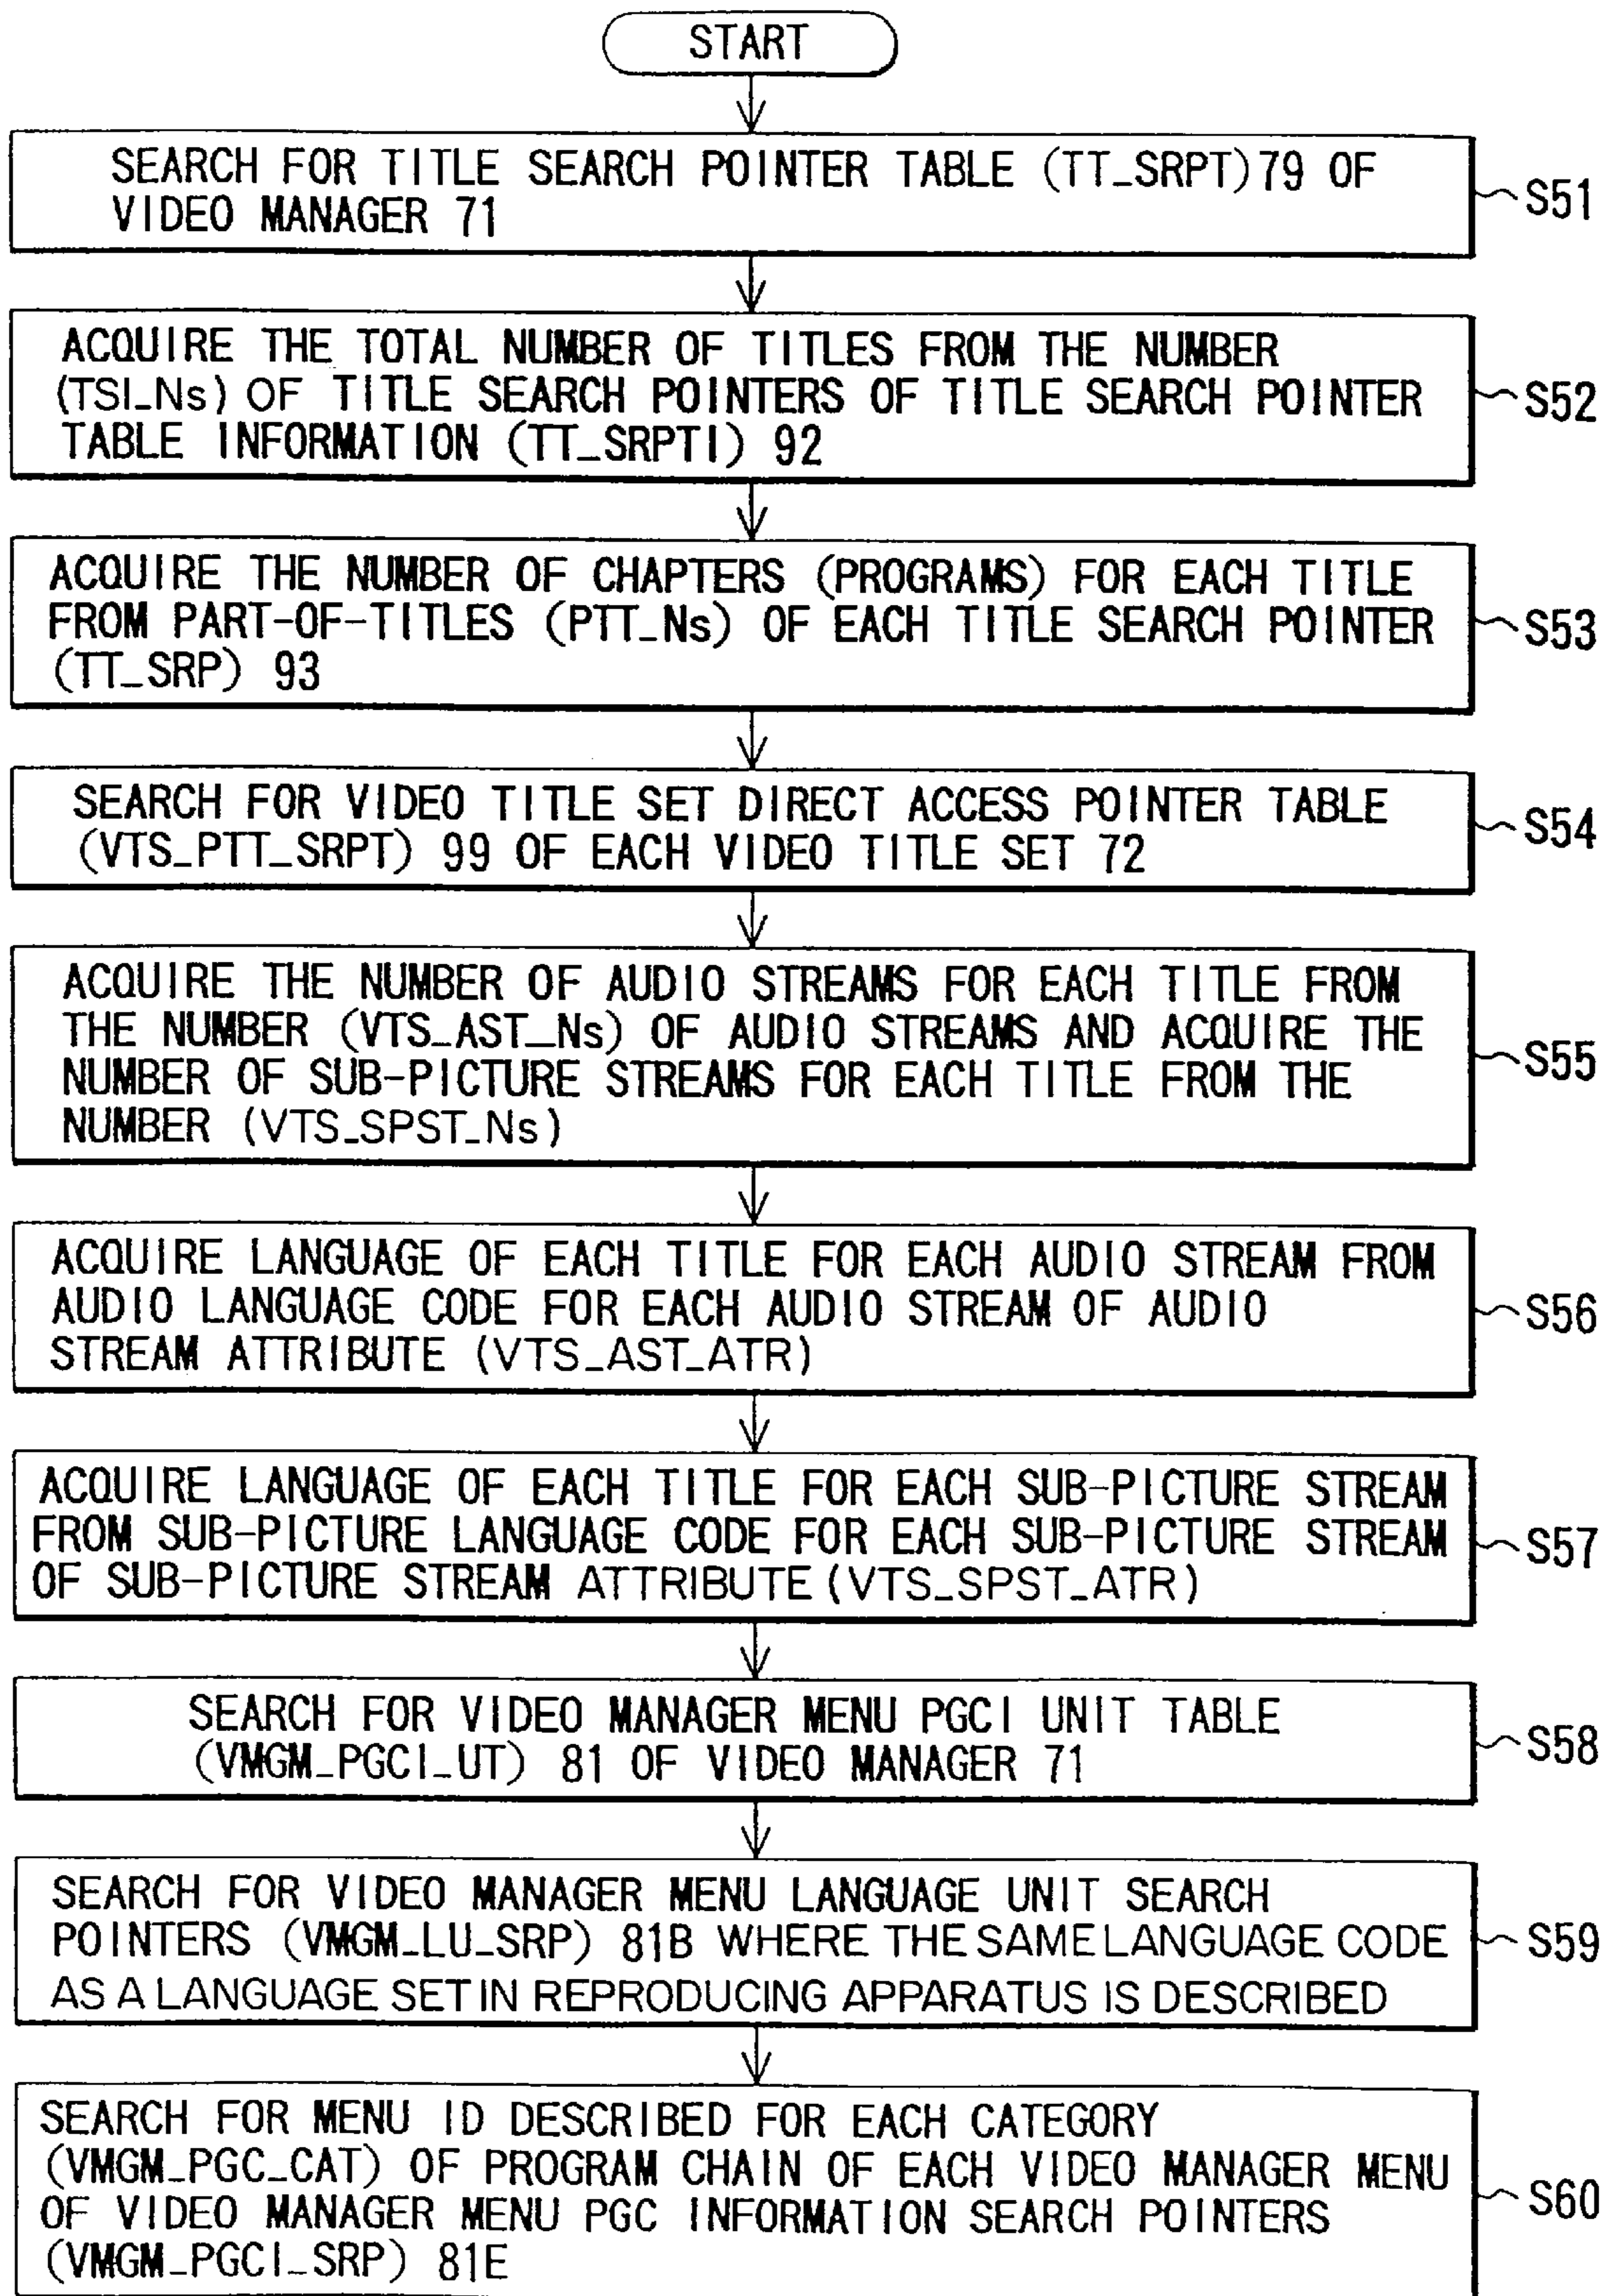 START
SEARCH FOR TITLE SEARCH POINTER TABLE (TT_SRPT)79 OF
VIDEO MANAGER 71
S51
ACQUIRE THE TOTAL NUMBER OF TITLES FROM THE NUMBER
(TSI_Ns) OF TITLE SEARCH POINTERS OF TITLE SEARCH POINTER
TABLE INFORMATION (TT_SRPTI) 92
S52
ACQUIRE THE NUMBER OF CHAPTERS (PROGRAMS) FOR EACH TITLE
FROM PART-OF-TITLES (PTT_Ns) OF EACH TITLE SEARCH POINTER
(TT_SRP) 93
S53
SEARCH FOR VIDEO TITLE SET DIRECT ACCESS POINTER TABLE
(VTS_PTT_SRPT) 99 OF EACH VIDEO TITLE SET 72
S54
ACQUIRE THE NUMBER OF AUDIO STREAMS FOR EACH TITLE FROM
THE NUMBER (VTS_AST_Ns) OF AUDIO STREAMS AND ACQUIRE THE
NUMBER OF SUB-PICTURE STREAMS FOR EACH TITLE FROM THE
NUMBER (VTS_SPST_Ns)
S55
ACQUIRE LANGUAGE OF EACH TITLE FOR EACH AUDIO STREAM FROM
AUDIO LANGUAGE CODE FOR EACH AUDIO STREAM OF AUDIO
STREAM ATTRIBUTE (VTS_AST_ATR)
S56
ACQUIRE LANGUAGE OF EACH TITLE FOR EACH SUB-PICTURE STREAM
FROM SUB-PICTURE LANGUAGE CODE FOR EACH SUB-PICTURE STREAM
OF SUB-PICTURE STREAM ATTRIBUTE (VTS_SPST_ATR)
S57
SEARCH FOR VIDEO MANAGER MENU PGCI UNIT TABLE
(VMGM_PGCI_UT) 81 OF VIDEO MANAGER 71
S58
SEARCH FOR VIDEO MANAGER MENU LANGUAGE UNIT SEARCH
POINTERS (VMGM_LU_SRP) 81B WHERE THE SAME LANGUAGE CODE
AS A LANGUAGE SET IN REPRODUCING APPARATUS IS DESCRIBED
S59
SEARCH FOR MENU ID DESCRIBED FOR EACH CATEGORY
(VMGM_PGC_CAT) OF PROGRAM CHAIN OF EACH VIDEO MANAGER MENU
OF VIDEO MANAGER MENU PGC INFORMATION SEARCH POINTERS
(VMGM_PGCI_SRP) 81E
S60